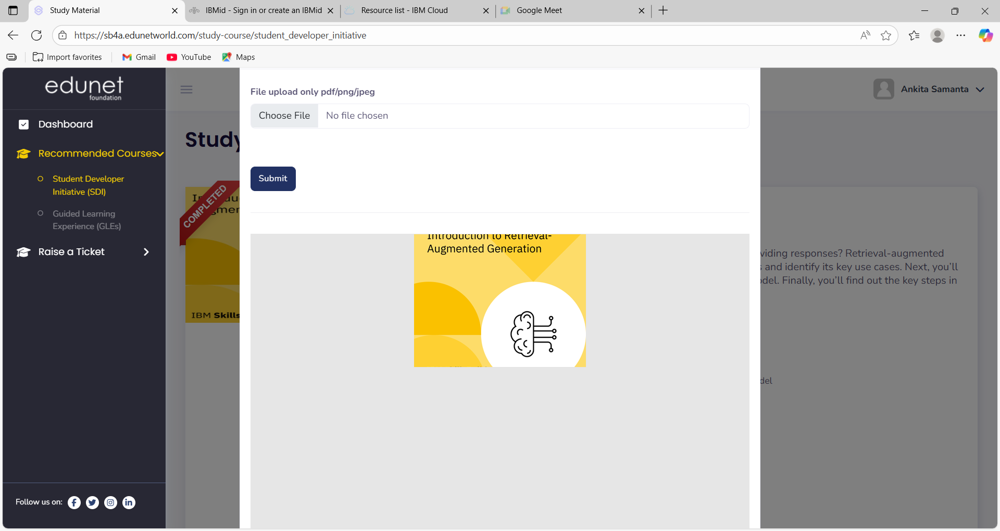 Study Material
IBMid - Sign in or create an IBMid
Resource list - IBM Cloud
Google Meet
https://sb4a.edunetworld.com/study-course/student_developer_initiative
Import favorites
Gmail
YouTube
Maps
edunet
foundation
Dashboard
Recommended Courses
Student Developer
Initiative (SDI)
Guided Learning
Experience (GLEs)
Raise a Ticket
Follow us on:
Study
COMPLETED
IBM Skills
File upload only pdf/png/jpeg
Choose File
No file chosen
Submit
Introduction to Retrieval-
Augmented Generation
Ankita Samanta
viding responses? Retrieval-augmented
and identify its key use cases. Next, you'll
del. Finally, you'll find out the key steps in
del